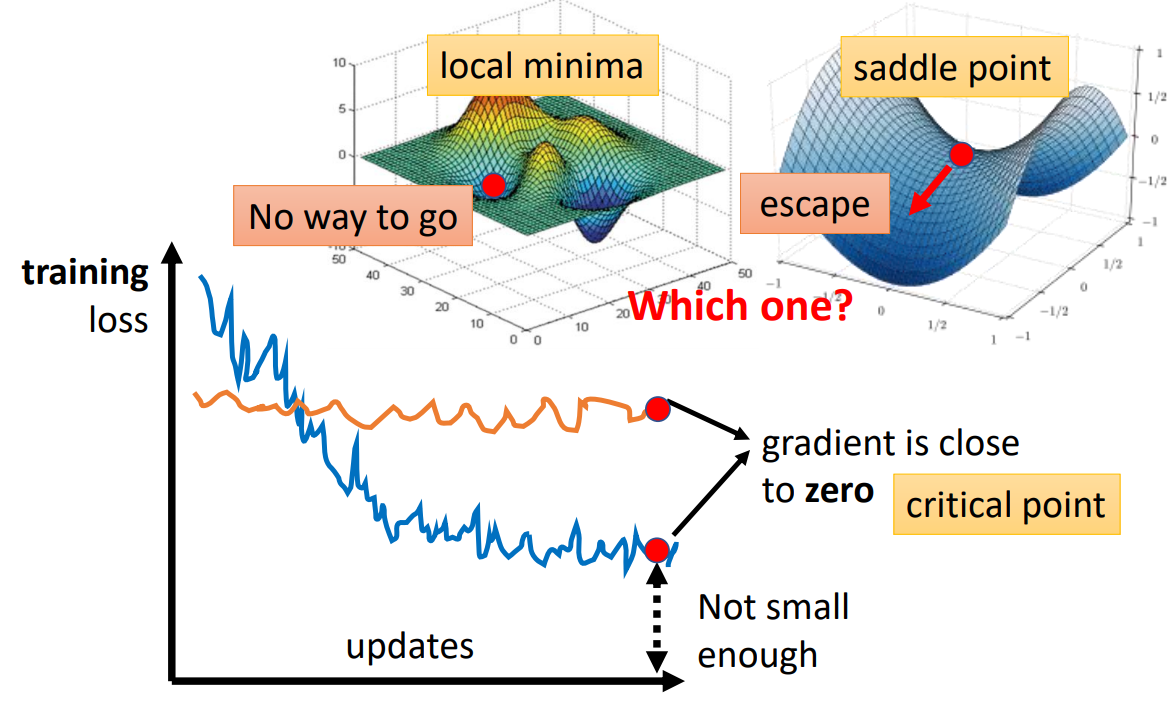 local minima
saddle point
No way to go
escape
Which one?
10
5
0
50
40
30
20
10
0
0
10
20
30
40
50
1
1/2
0
−1/2
−1
−1
−1/2
0
1/2
1
1
1/2
0
−1/2
−1
training
loss
gradient is close
to zero
critical point
Not small
enough
updates